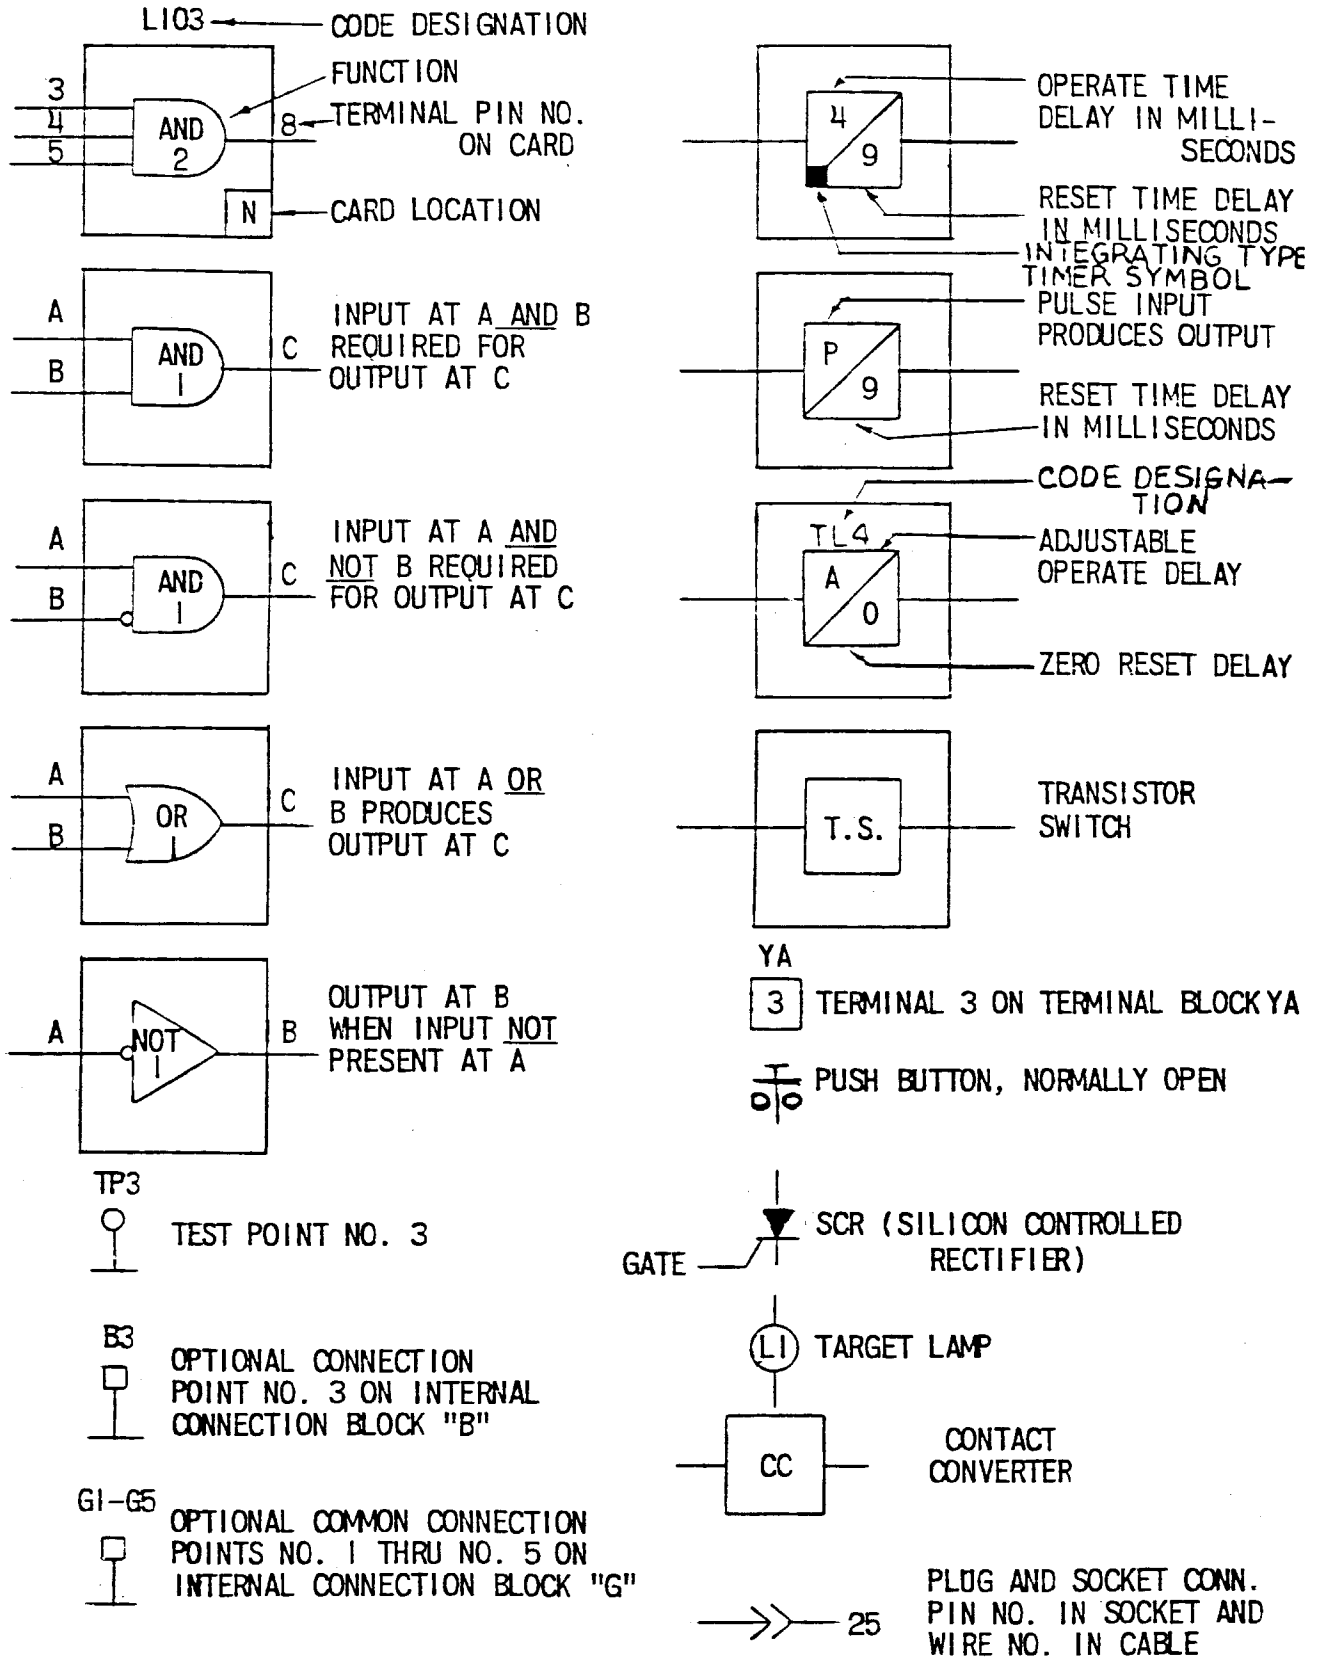 L103
CODE DESIGNATION
FUNCTION
3
4
5
AND
2
8
TERMINAL PIN NO.
ON CARD
N
CARD LOCATION
A
B
AND
1
C
INPUT AT A AND B
REQUIRED FOR
OUTPUT AT C
A
B
AND
1
C
INPUT AT A AND
NOT B REQUIRED
FOR OUTPUT AT C
A
B
OR
1
C
INPUT AT A OR
B PRODUCES
OUTPUT AT C
A
NOT
1
B
OUTPUT AT B
WHEN INPUT NOT
PRESENT AT A
TP3
TEST POINT NO. 3
B3
OPTIONAL CONNECTION
POINT NO. 3 ON INTERNAL
CONNECTION BLOCK "B"
G1-G5
OPTIONAL COMMON CONNECTION
POINTS NO. 1 THRU NO. 5 ON
INTERNAL CONNECTION BLOCK "G"
4
9
OPERATE TIME
DELAY IN MILLI-
SECONDS
RESET TIME DELAY
IN MILLISECONDS
INTEGRATING TYPE
TIMER SYMBOL
P
9
PULSE INPUT
PRODUCES OUTPUT
RESET TIME DELAY
IN MILLISECONDS
CODE DESIGNA-
TION
TL4
A
0
ADJUSTABLE
OPERATE DELAY
ZERO RESET DELAY
T.S.
TRANSISTOR
SWITCH
YA
3
TERMINAL 3 ON TERMINAL BLOCK YA
PUSH BUTTON, NORMALLY OPEN
GATE
SCR (SILICON CONTROLLED
RECTIFIER)
L1
TARGET LAMP
CC
CONTACT
CONVERTER
25
PLUG AND SOCKET CONN.
PIN NO. IN SOCKET AND
WIRE NO. IN CABLE